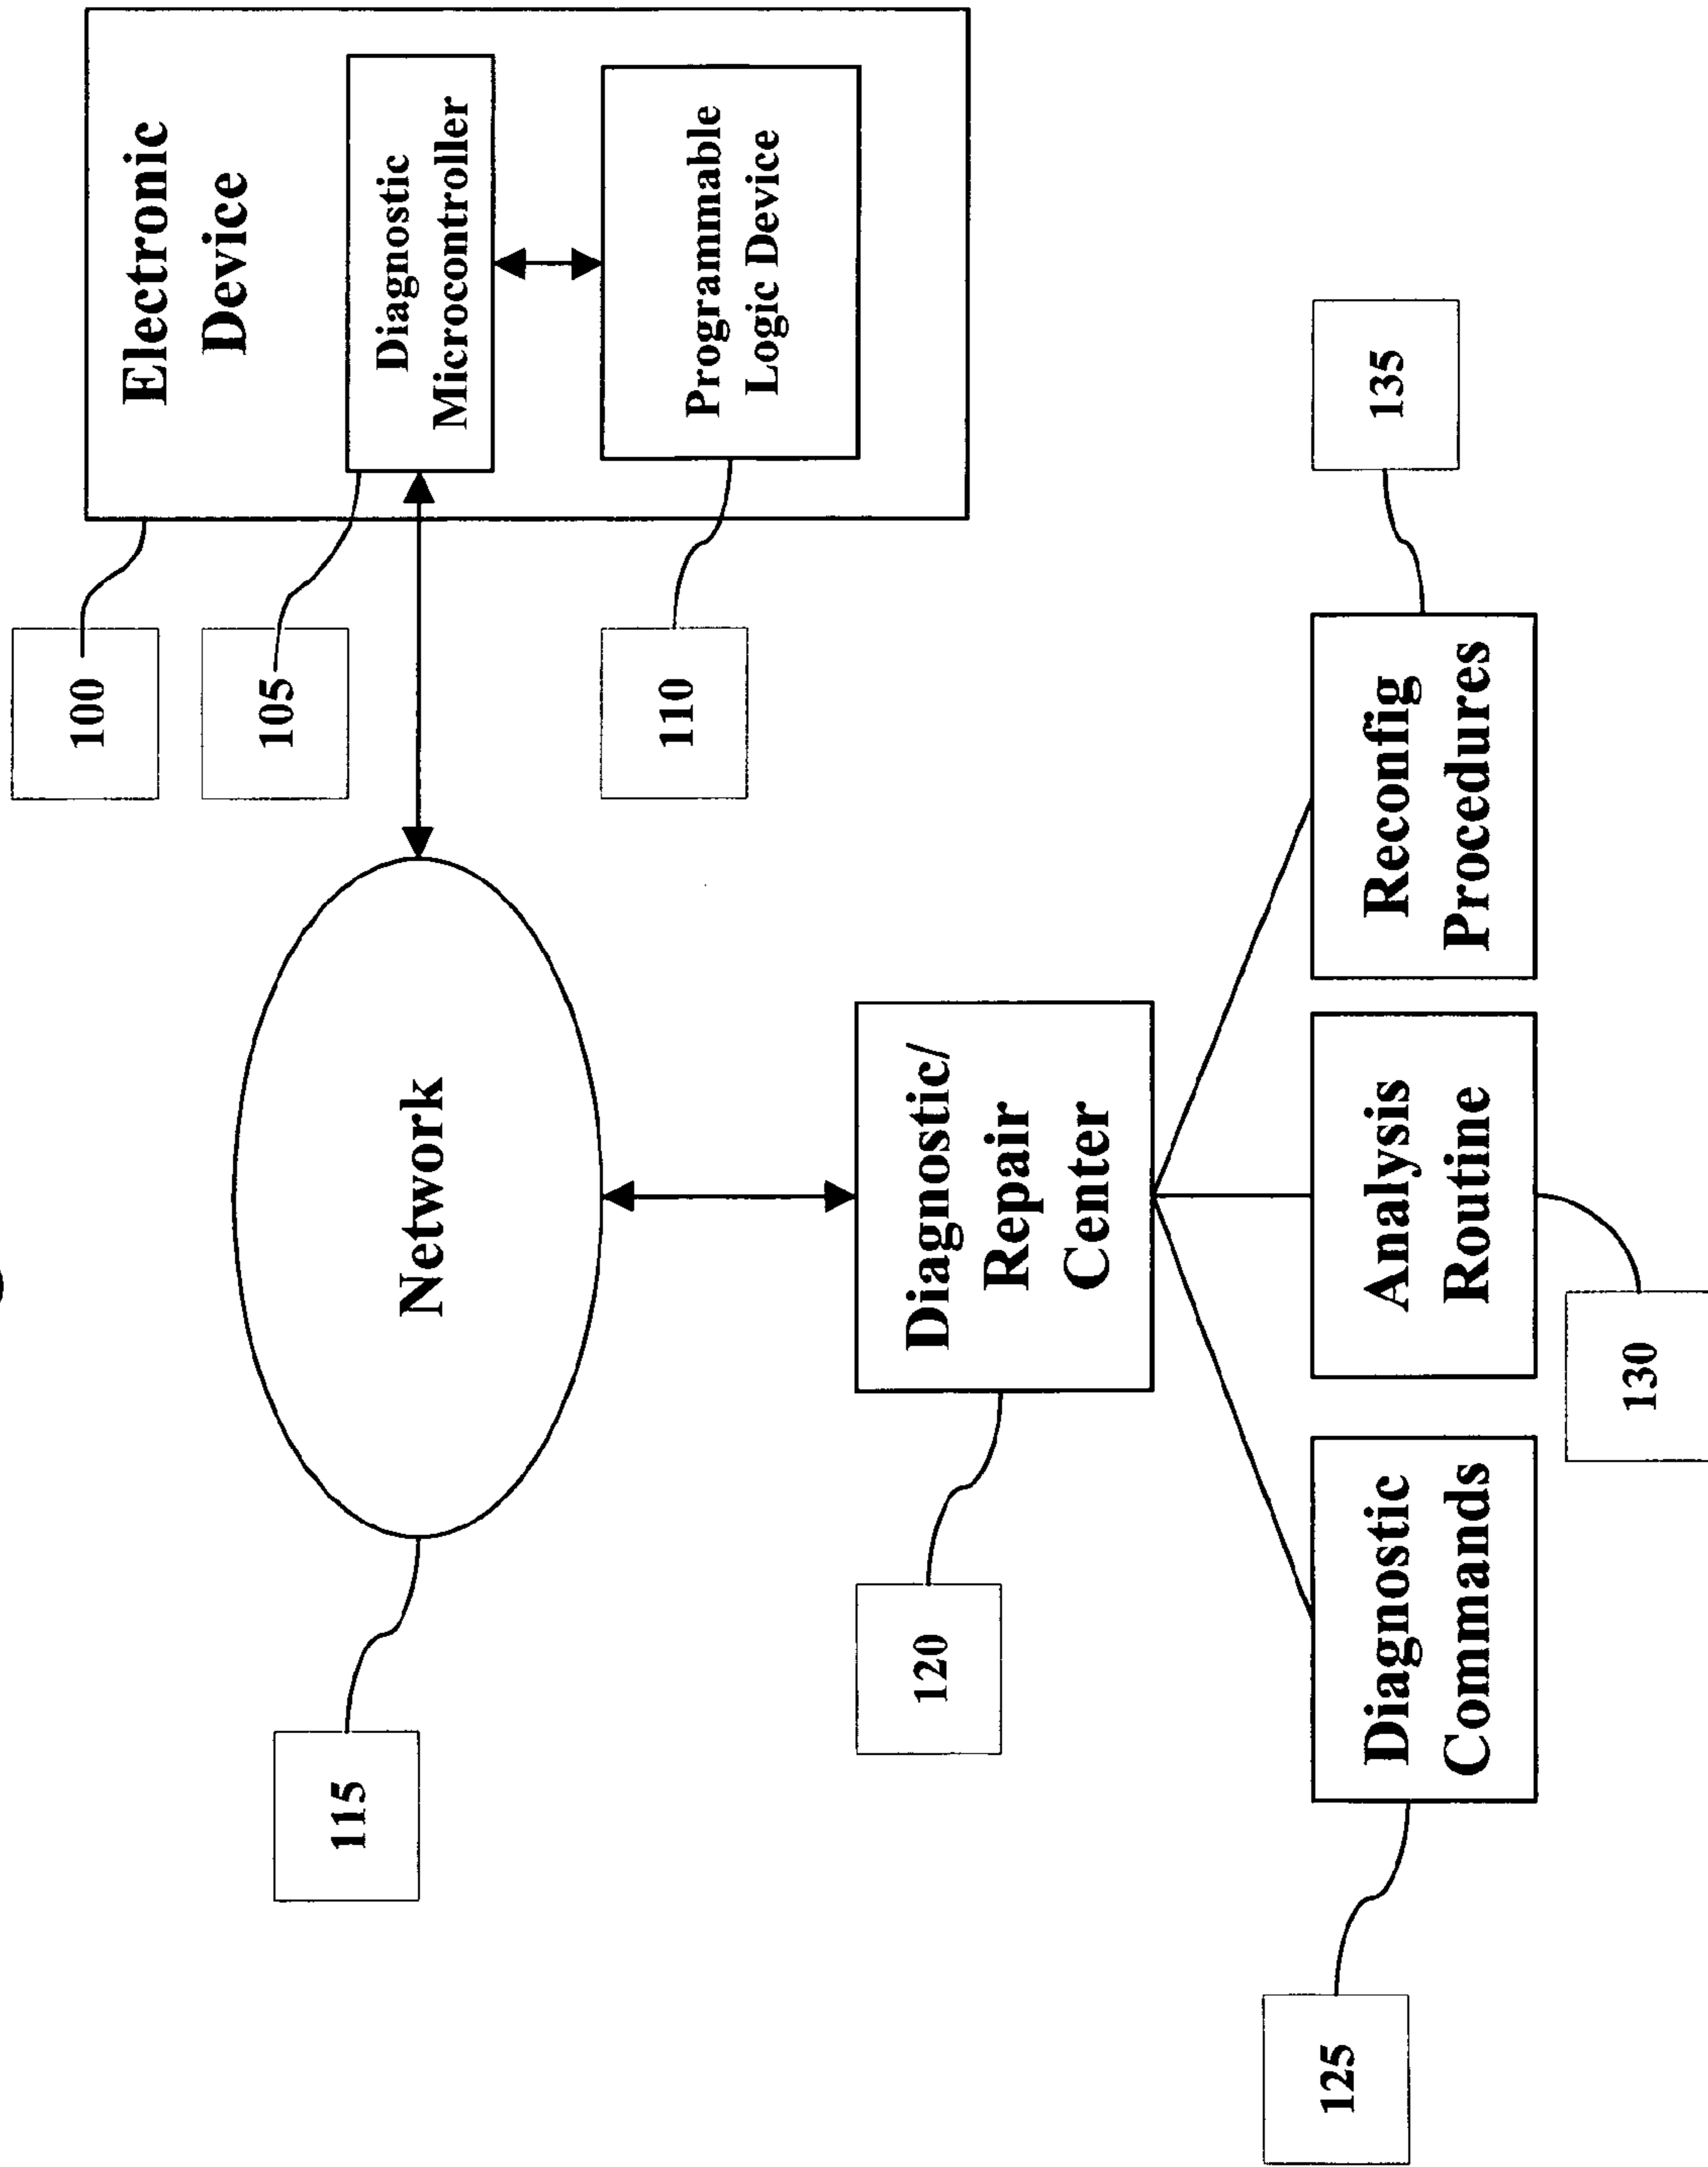 Electronic
Device
Diagnostic
Microcontroller
Programmable
Logic Device
100
105
110
Network
115
Diagnostic/
Repair
Center
120
Diagnostic
Commands
Analysis
Routine
Reconfig
Procedures
125
130
135